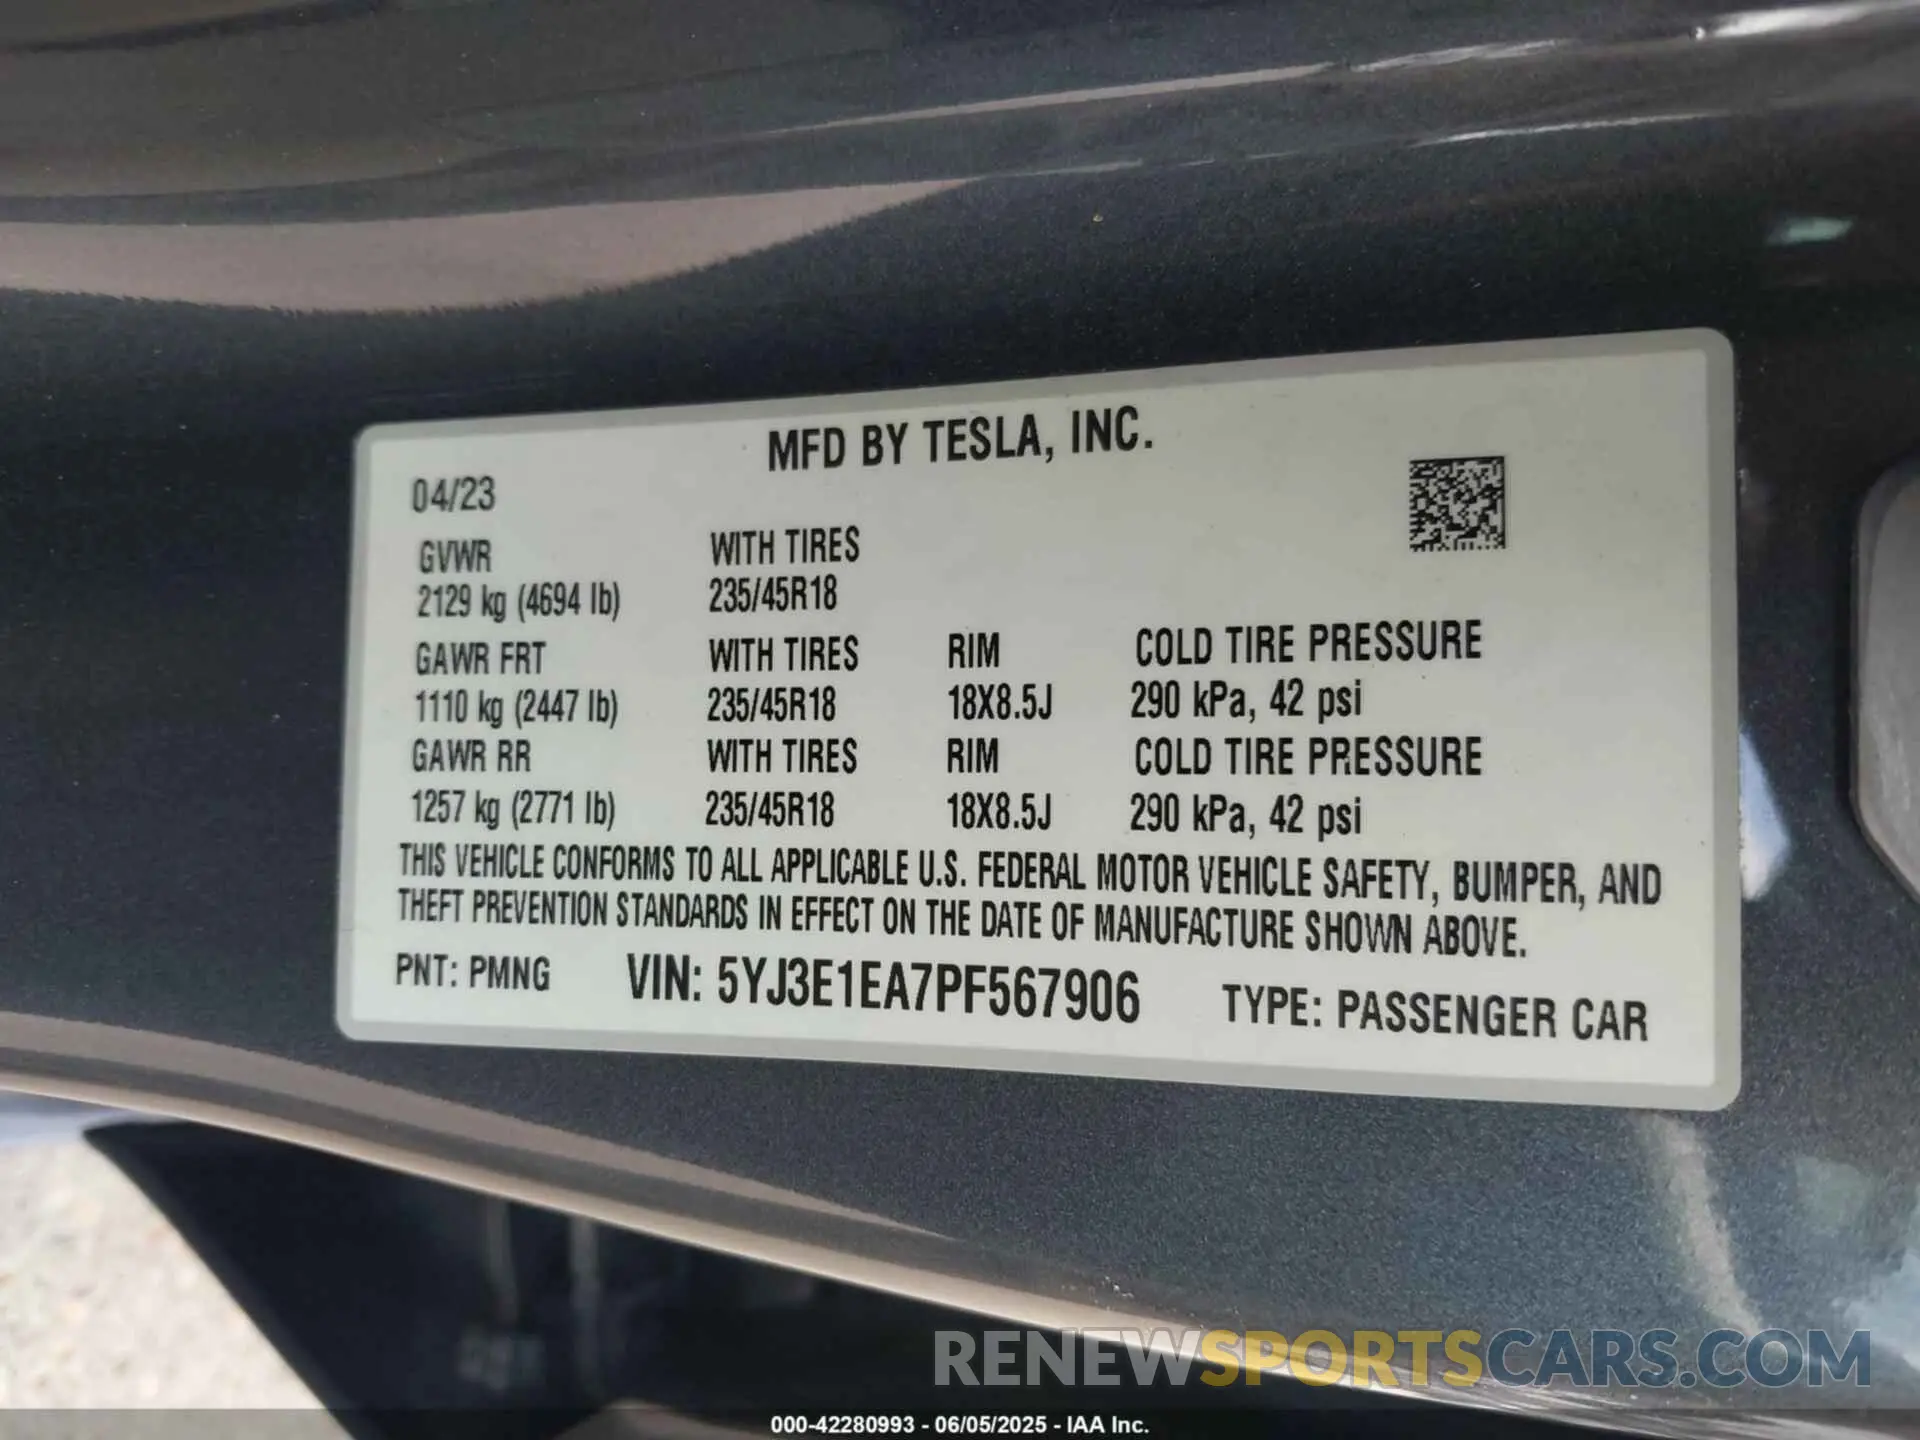 MFD BY TESLA, INC.
04/23
GVWR WITH TIRES
2129 kg (4694 lb) 235/45R18
GAWR FRT WITH TIRES RIM COLD TIRE PRESSURE
1110 kg (2447 lb) 235/45R18 18X8.5J 290 kPa, 42 psi
GAWR RR WITH TIRES RIM COLD TIRE PRESSURE
1257 kg (2771 lb) 235/45R18 18X8.5J 290 kPa, 42 psi
THIS VEHICLE CONFORMS TO ALL APPLICABLE U.S. FEDERAL MOTOR VEHICLE SAFETY, BUMPER, AND
THEFT PREVENTION STANDARDS IN EFFECT ON THE DATE OF MANUFACTURE SHOWN ABOVE.
PNT: PMNG VIN: 5YJ3E1EA7PF567906 TYPE: PASSENGER CAR
RENEWSPORTSCARS.COM
000-42280993 - 06/05/2025 - IAA Inc.